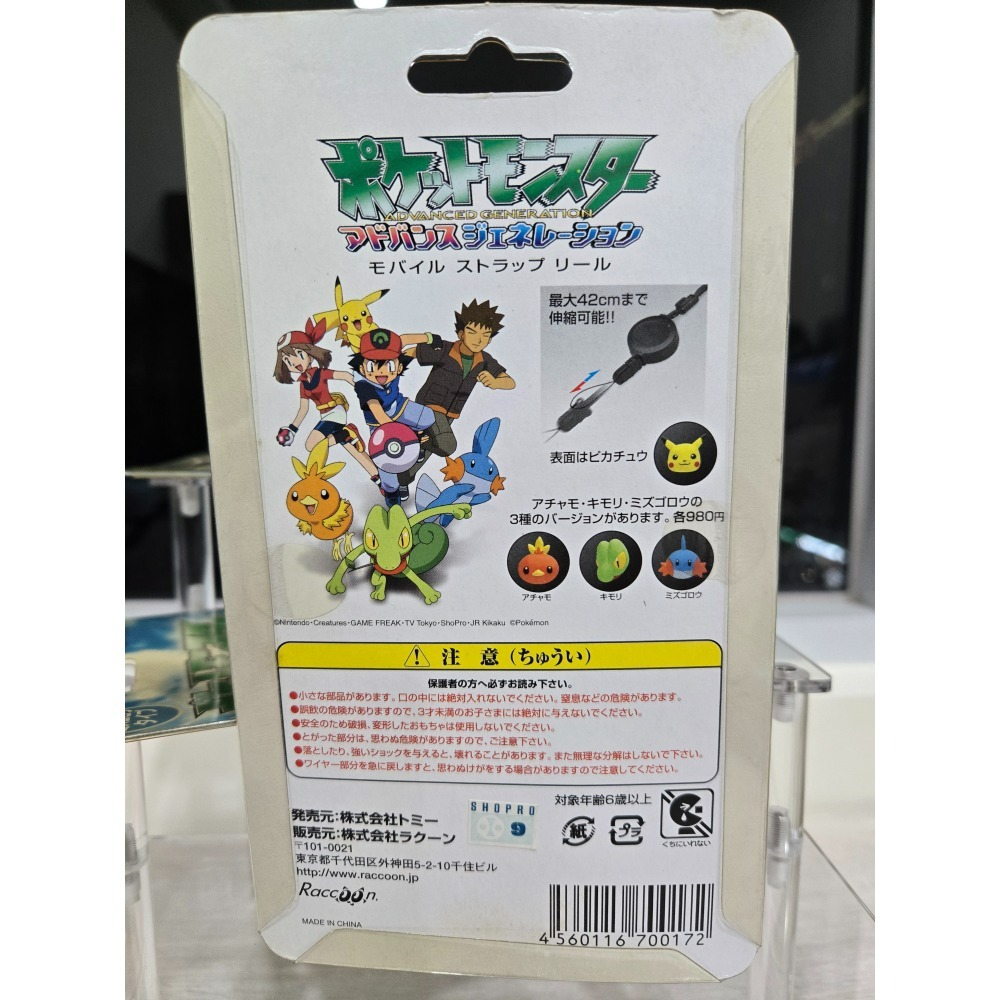 ポケットモンスター
ADVANCED GENERATION
アドバンスジェネレーション
モバイル ストラップ リール
最大42cmまで
伸縮可能!!
表面はピカチュウ
アチャモ・キモリ・ミズゴロウの
3種のバージョンがあります。各980円
アチャモ
キモリ
ミズゴロウ
©Nintendo・Creatures・GAME FREAK・TV Tokyo・ShoPro・JR Kikaku ©Pokémon
注 意（ちゅうい）
保護者の方へ必ずお読み下さい。
●小さな部品があります。口の中には絶対入れないでください。窒息などの危険があります。
●誤飲の危険がありますので、3才未満のお子さまには絶対に与えないでください。
●安全のため破損、変形したおもちゃは使用しないでください。
●とがった部分は、思わぬ危険がありますので、ご注意下さい。
●落としたり、強いショックを与えると、壊れることがあります。また無理な分解はしないで下さい。
●ワイヤー部分を急に戻しますと、思わぬけがをする場合がありますので注意してください。
発売元：株式会社トミー
販売元：株式会社ラクーン
〒101-0021
東京都千代田区外神田5-2-10千住ビル
http://www.raccoon.jp
Raccoon.
MADE IN CHINA
SHOPRO
9
対象年齢6歳以上
紙
プラ
くちにいれない
4 560116 700172